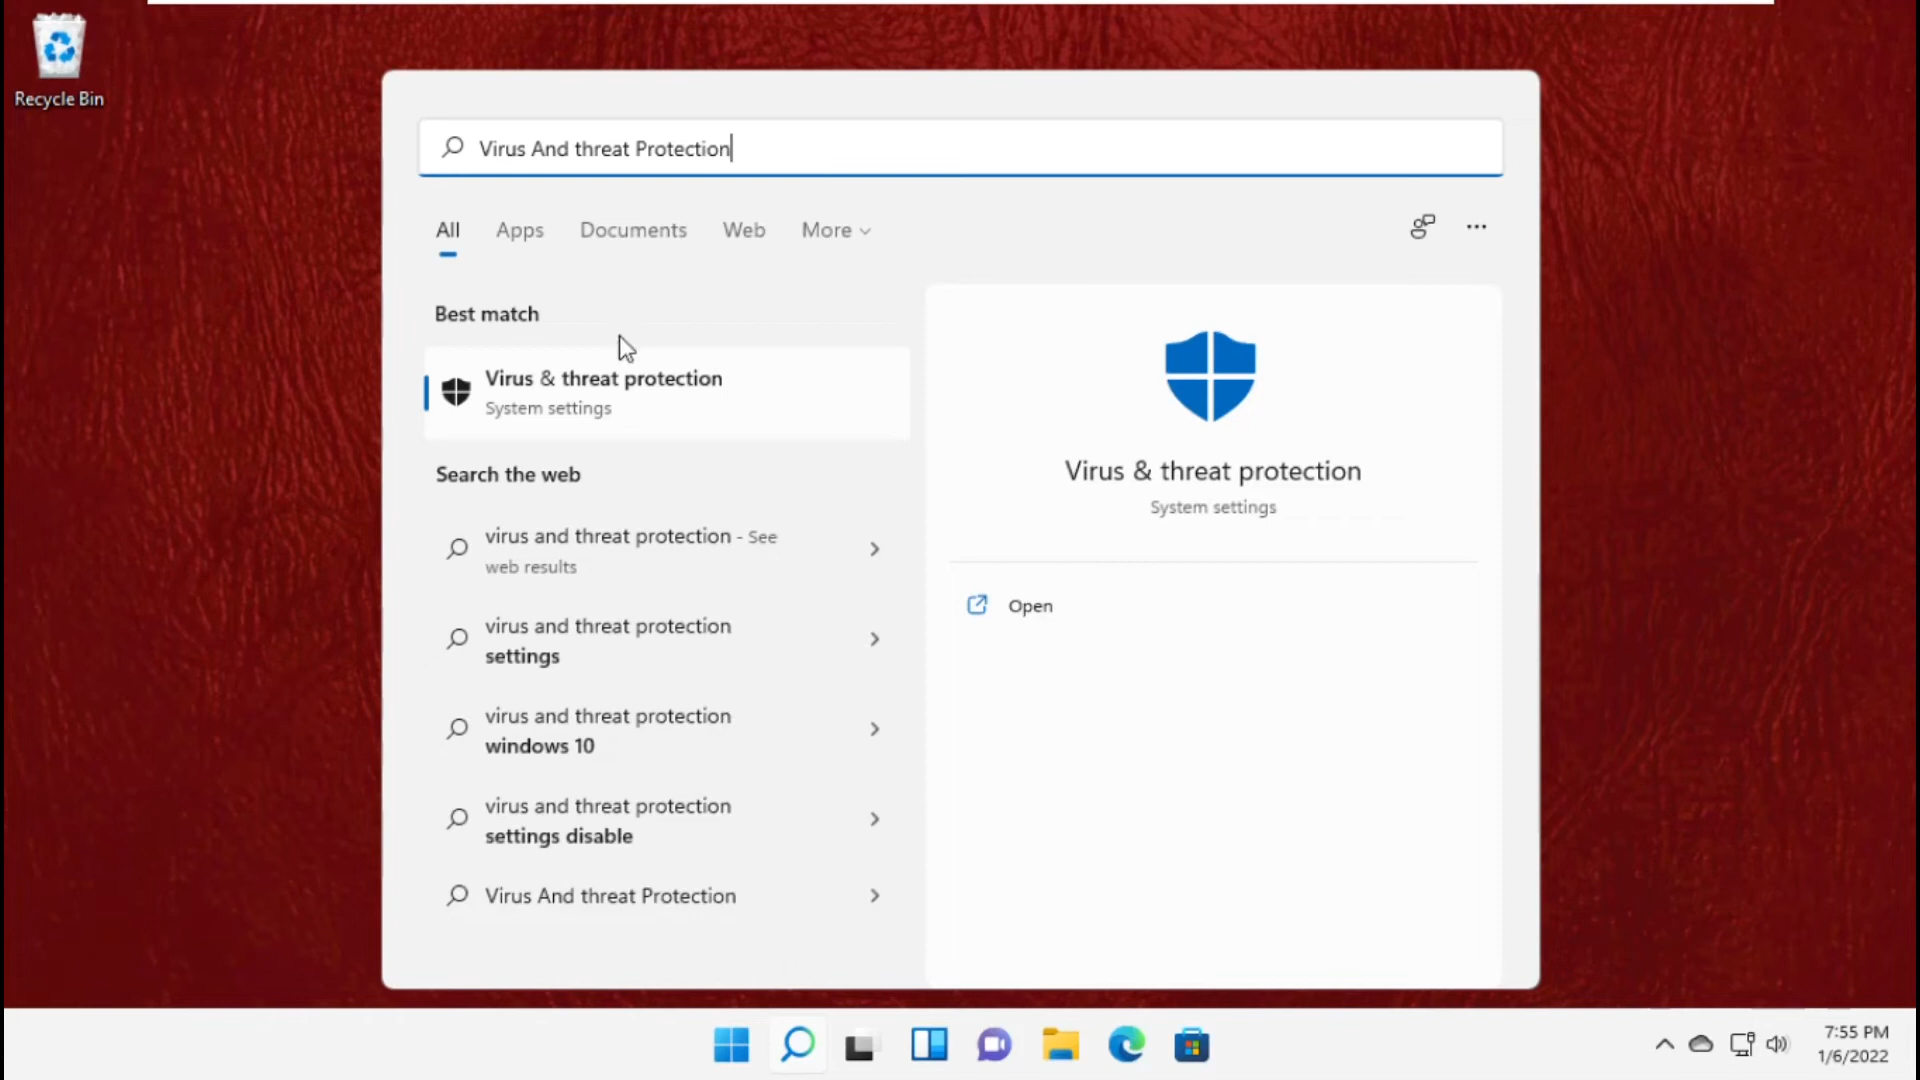 Recycle Bin
Virus And threat Protection
All Apps Documents Web More
Best match
Virus & threat protection
System settings
Search the web
virus and threat protection - See
web results
virus and threat protection
settings
virus and threat protection
windows 10
virus and threat protection
settings disable
Virus And threat Protection
Virus & threat protection
System settings
Open
7:55 PM
1/6/2022